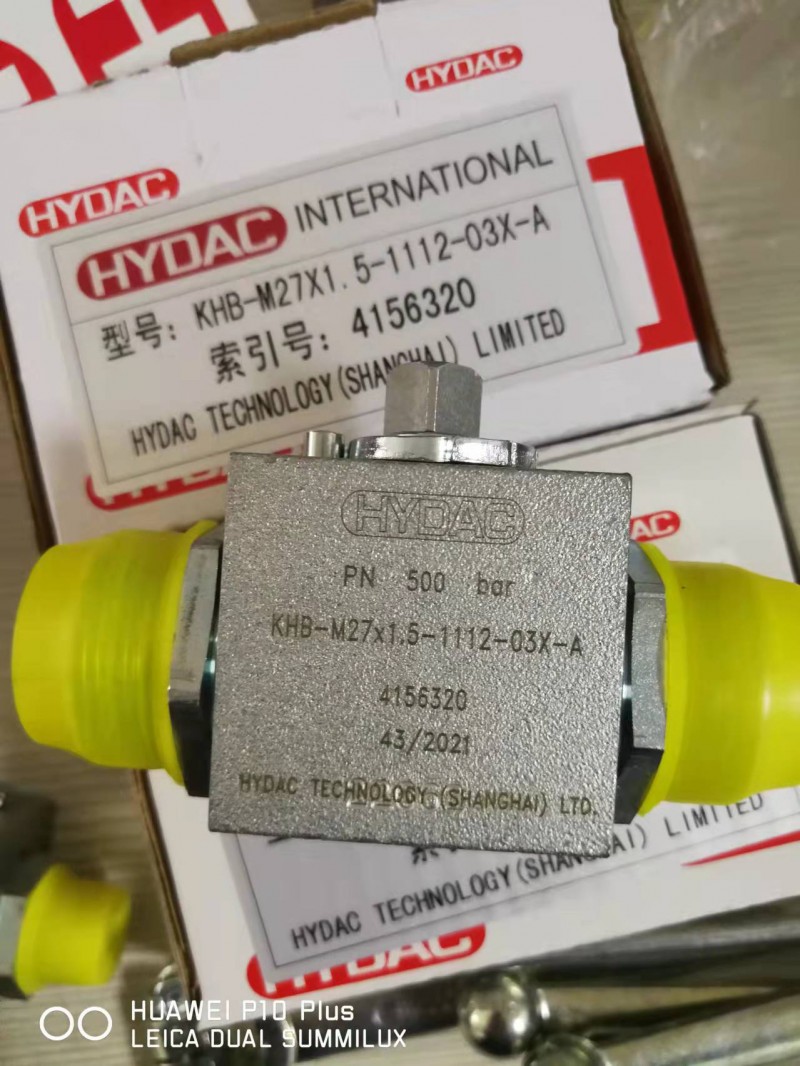 HYDAC
HYDAC
HYDAC INTERNATIONAL
型号: KHB-M27X1.5-1112-03X-A
索引号: 4156320
HYDAC TECHNOLOGY(SHANGHAI) LIMITED
HYDAC
PN 500 bar
KHB-M27x1.5-1112-03X-A
4156320
43/2021
HYDAC TECHNOLOGY (SHANGHAI) LTD.
HYDAC TECHNOLOGY(SHANGHAI) LIMITED
HYDAC
HUAWEI P10 Plus
LEICA DUAL SUMMILUX